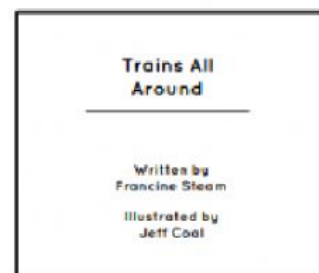 Trains All
Around
Written by
Francine Steam
Illustrated by
Jeff Coal